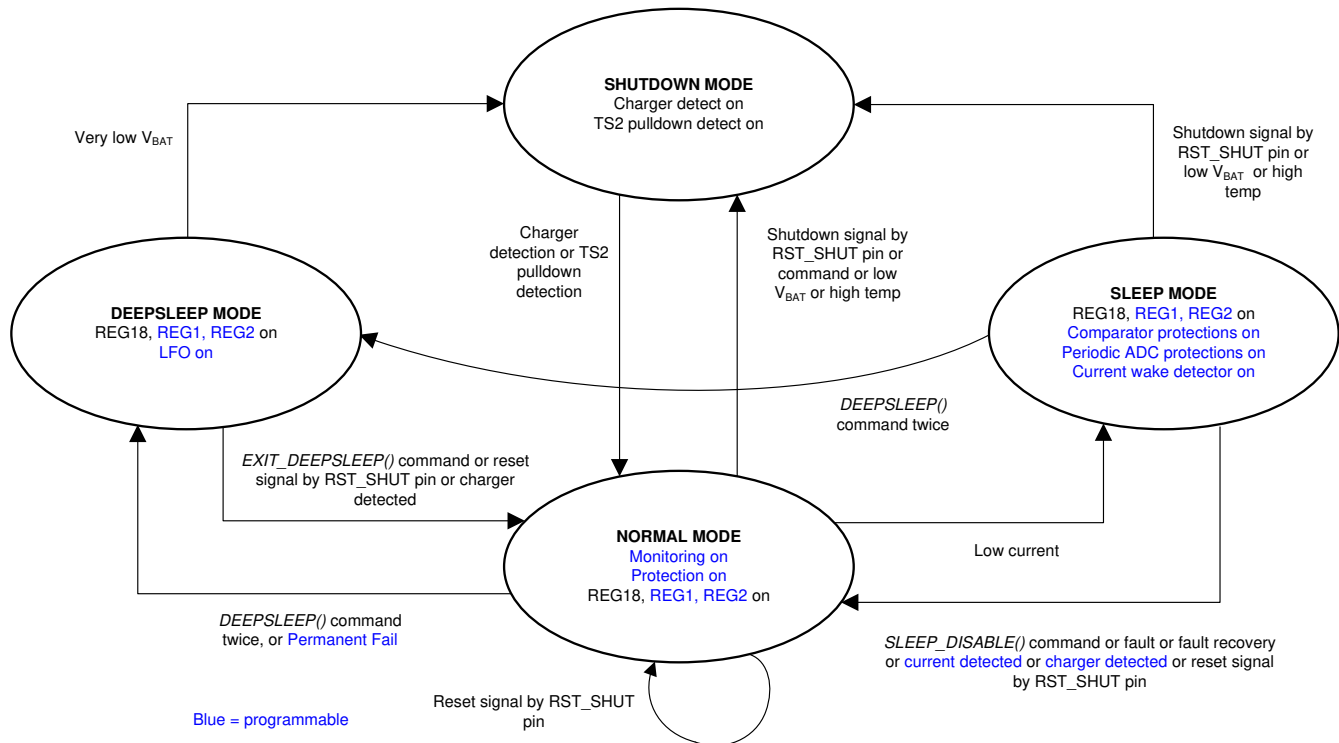 SHUTDOWN MODE
Charger detect on
TS2 pulldown detect on
Very low VBAT
Shutdown signal by
RST_SHUT pin or
low VBAT or high
temp
Charger
detection or TS2
pulldown
detection
Shutdown signal by
RST_SHUT pin or
command or low
VBAT or high temp
DEEPSLEEP MODE
REG18, REG1, REG2 on
LFO on
SLEEP MODE
REG18, REG1, REG2 on
Comparator protections on
Periodic ADC protections on
Current wake detector on
DEEPSLEEP()
command twice
EXIT_DEEPSLEEP() command or reset
signal by RST_SHUT pin or charger
detected
NORMAL MODE
Monitoring on
Protection on
REG18, REG1, REG2 on
Low current
DEEPSLEEP() command
twice, or Permanent Fail
SLEEP_DISABLE() command or fault or fault recovery
or current detected or charger detected or reset signal
by RST_SHUT pin
Reset signal by RST_SHUT
pin
Blue = programmable